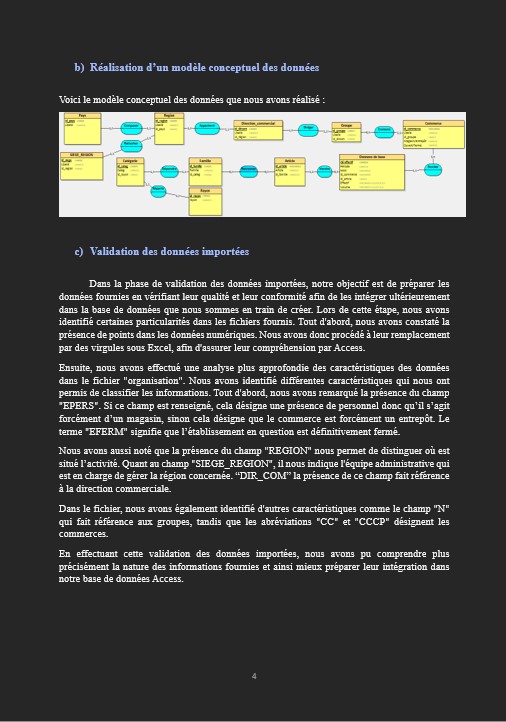 b) Réalisation d’un modèle conceptuel des données
Voici le modèle conceptuel des données que nous avons réalisé :
Pays
Région
Direction_commercial
Groupe
Commerce
SIEGE_REGION
Catégorie
Famille
Article
Données de base
Rayon
c) Validation des données importées
Dans la phase de validation des données importées, notre objectif est de préparer les
données fournies en vérifiant leur qualité et leur conformité afin de les intégrer ultérieurement
dans la base de données que nous sommes en train de créer. Lors de cette étape, nous avons
identifié certaines particularités dans les fichiers fournis. Tout d'abord, nous avons constaté la
présence de points dans les données numériques. Nous avons donc procédé à leur remplacement
par des virgules sous Excel, afin d'assurer leur compréhension par Access.
Ensuite, nous avons effectué une analyse plus approfondie des caractéristiques des données
dans le fichier "organisation". Nous avons identifié différentes caractéristiques qui nous ont
permis de classifier les informations. Tout d'abord, nous avons remarqué la présence du champ
"EPERS". Si ce champ est renseigné, cela désigne une présence de personnel donc qu’il s’agit
forcément d’un magasin, sinon cela désigne que le commerce est forcément un entrepôt. Le
terme "EFERM" signifie que l’établissement en question est définitivement fermé.
Nous avons aussi noté que la présence du champ "REGION" nous permet de distinguer où est
situé l’activité. Quant au champ "SIEGE_REGION", il nous indique l'équipe administrative qui
est en charge de gérer la région concernée. “DIR_COM” la présence de ce champ fait référence
à la direction commerciale.
Dans le fichier, nous avons également identifié d'autres caractéristiques comme le champ "N"
qui fait référence aux groupes, tandis que les abréviations "CC" et "CCCP" désignent les
commerces.
En effectuant cette validation des données importées, nous avons pu comprendre plus
précisément la nature des informations fournies et ainsi mieux préparer leur intégration dans
notre base de données Access.
4